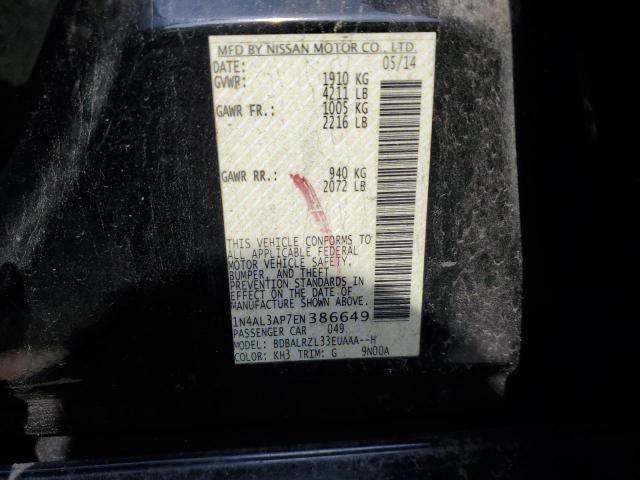 MFD BY NISSAN MOTOR CO., LTD.
DATE: 05/14
GVWR: 1910 KG
4211 LB
GAWR FR.: 1005 KG
2216 LB
GAWR RR.: 940 KG
2072 LB
THIS VEHICLE CONFORMS TO
ALL APPLICABLE FEDERAL
MOTOR VEHICLE SAFETY,
BUMPER, AND THEFT
PREVENTION STANDARDS IN
EFFECT ON THE DATE OF
MANUFACTURE SHOWN ABOVE.
1N4AL3AP7EN386649
PASSENGER CAR 049
MODEL: BDBALRZL33EUAAA--H
COLOR: KH3 TRIM: G 9N00A